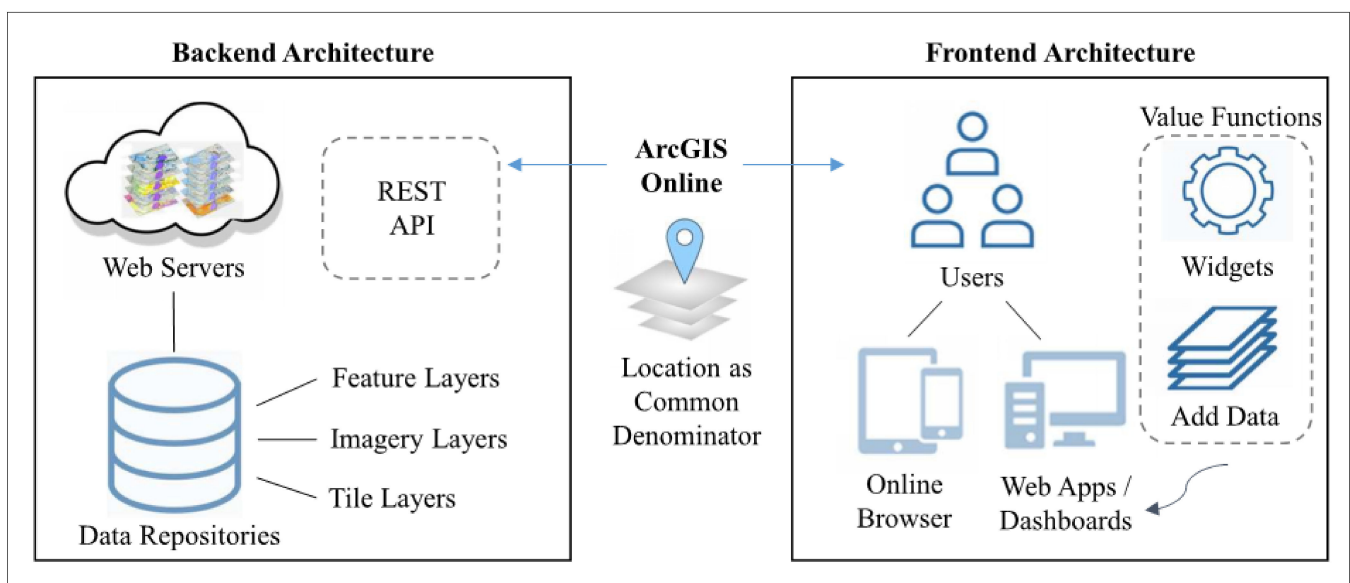 Backend Architecture
Web Servers
REST
API
Data Repositories
Feature Layers
Imagery Layers
Tile Layers
ArcGIS
Online
Location as
Common
Denominator
Frontend Architecture
Users
Online
Browser
Web Apps /
Dashboards
Value Functions
Widgets
Add Data